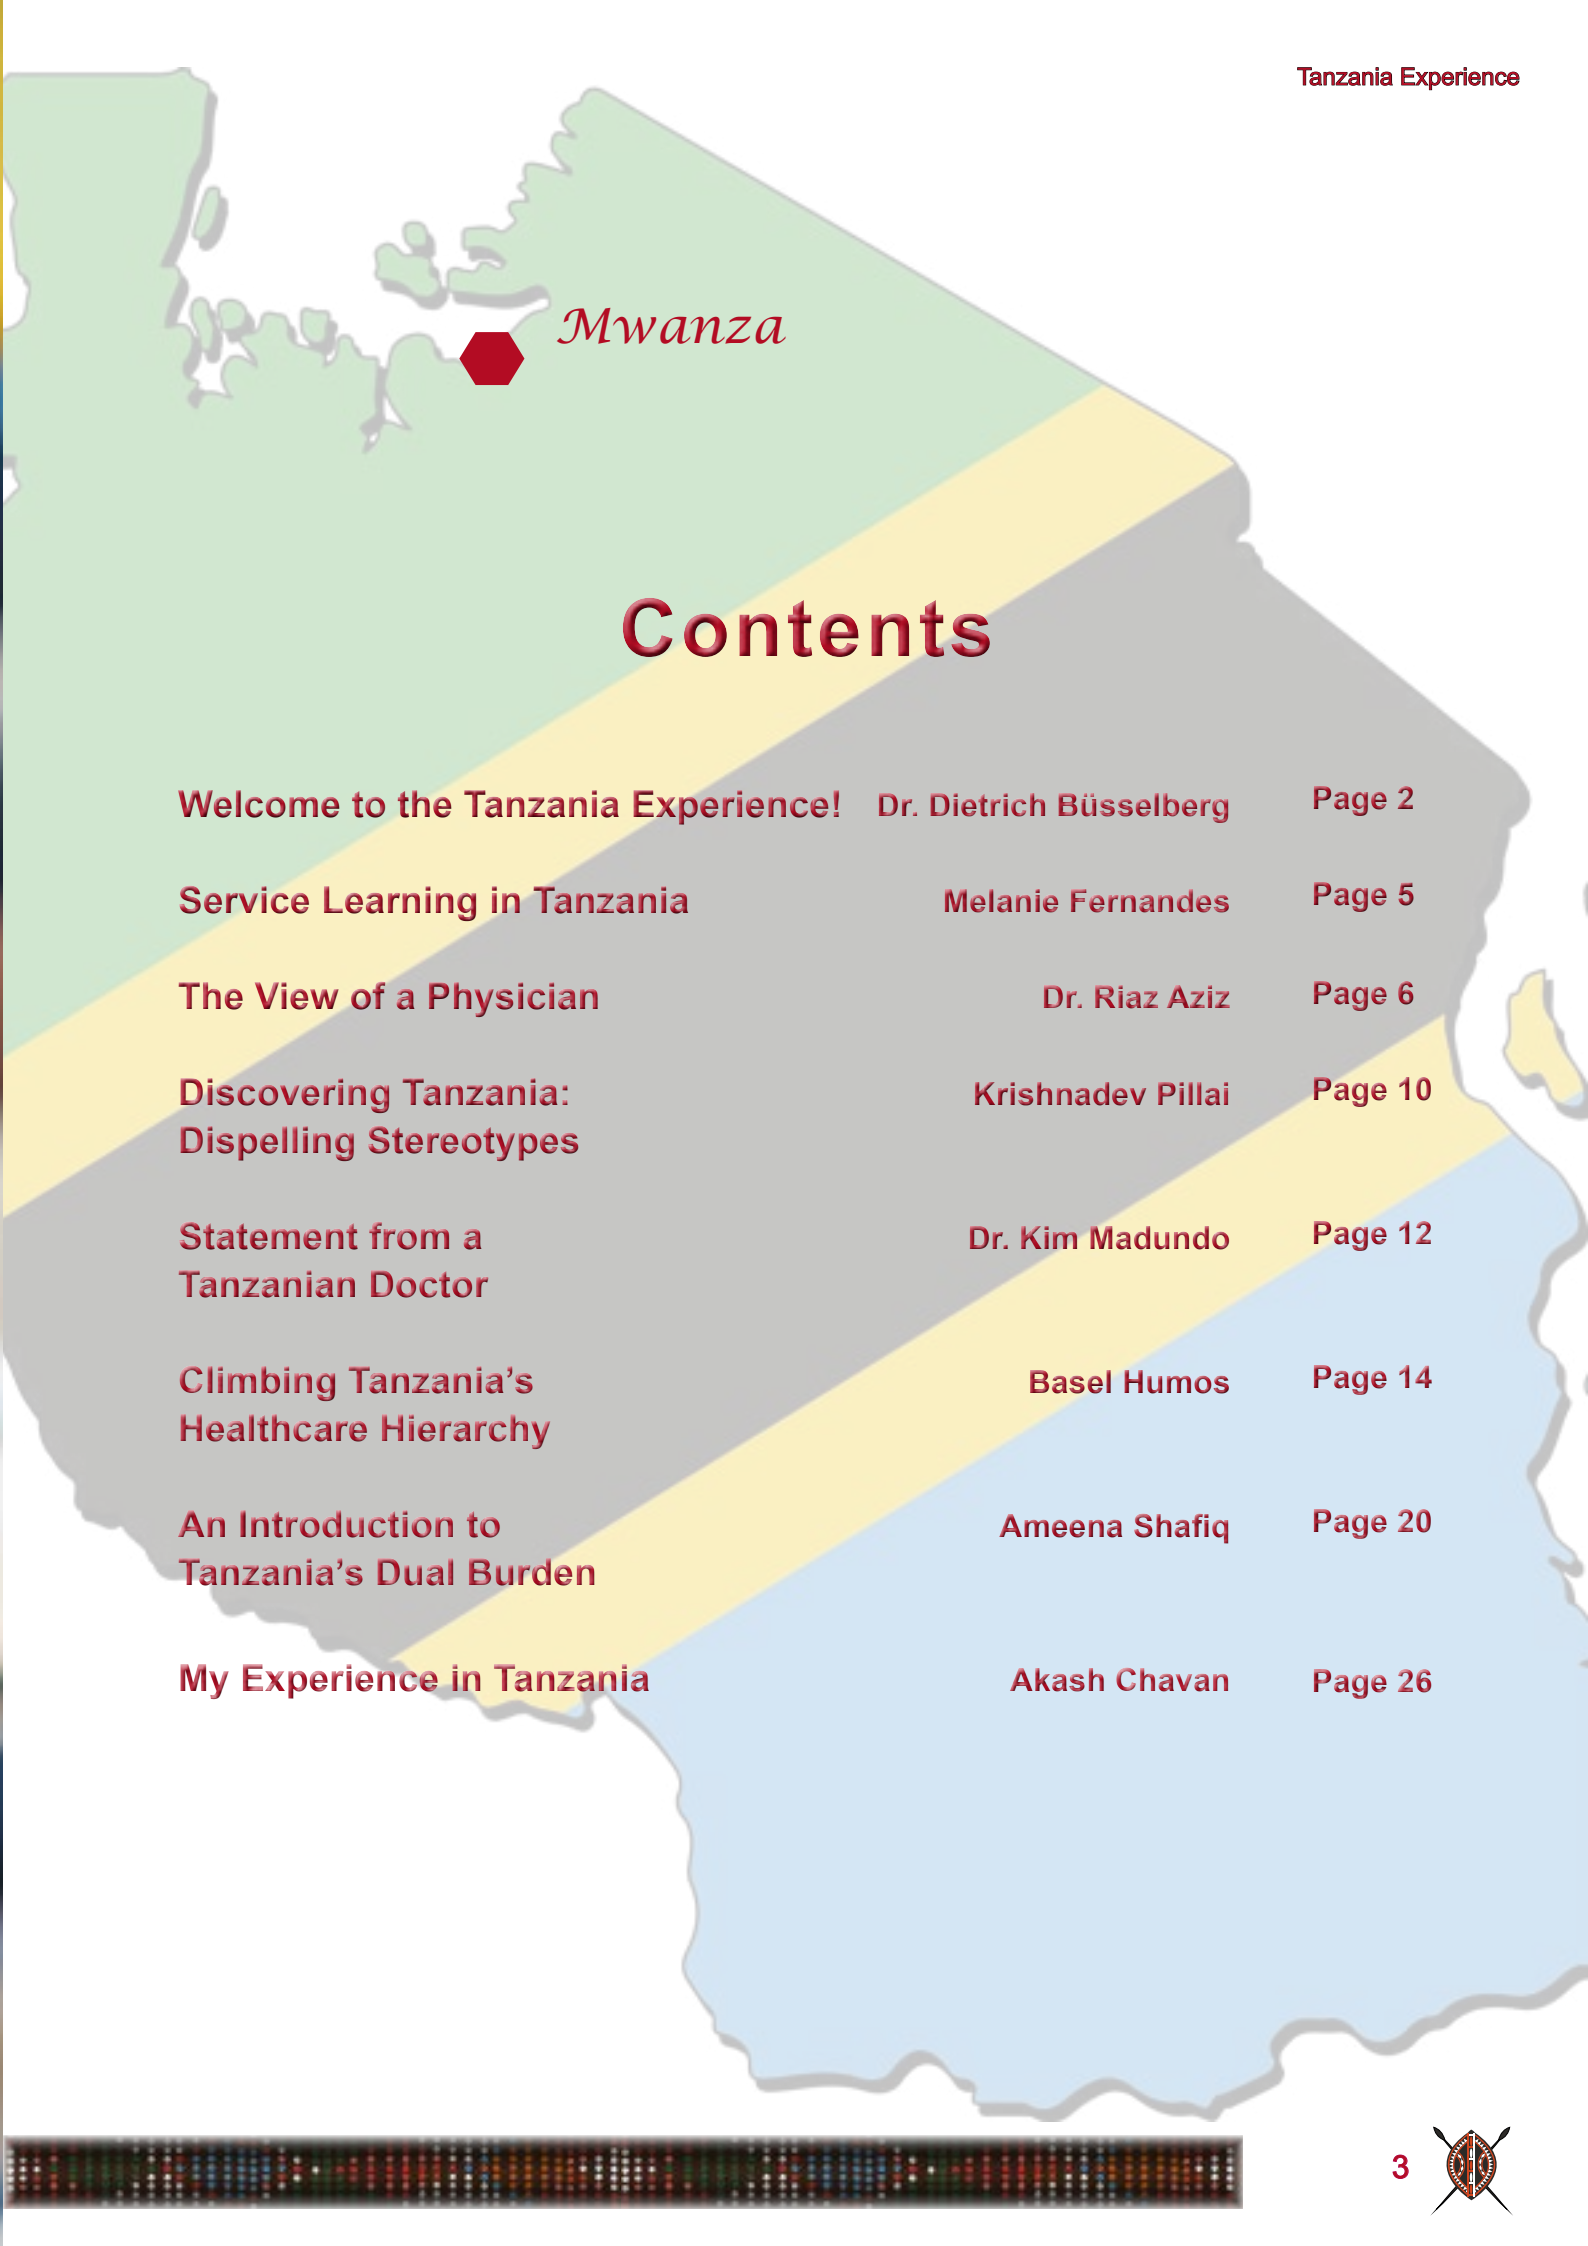 Tanzania Experience
Mwanza
Contents
Welcome to the Tanzania Experience! Dr. Dietrich Büsselberg Page 2
Service Learning in Tanzania Melanie Fernandes Page 5
The View of a Physician Dr. Riaz Aziz Page 6
Discovering Tanzania: Krishnadev Pillai Page 10
Dispelling Stereotypes
Statement from a Dr. Kim Madundo Page 12
Tanzanian Doctor
Climbing Tanzania’s Basel Humos Page 14
Healthcare Hierarchy
An Introduction to Ameena Shafiq Page 20
Tanzania’s Dual Burden
My Experience in Tanzania Akash Chavan Page 26
3